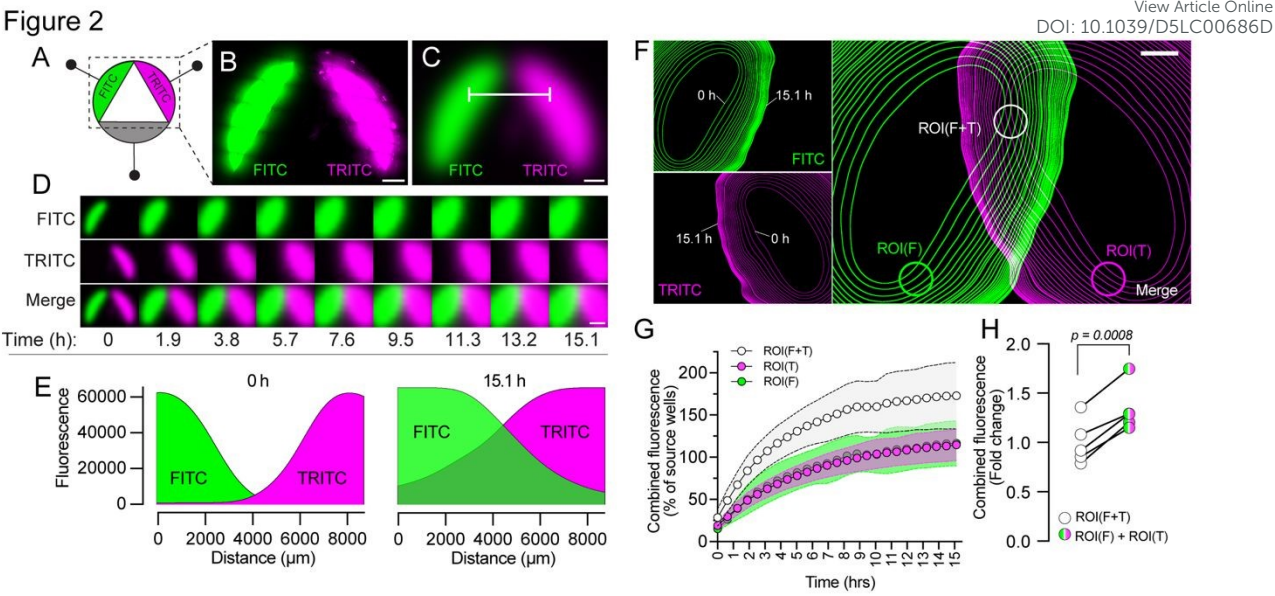 View Article Online
DOI: 10.1039/D5LC00686D
Figure 2
A
FITC
TRITC
B
FITC
TRITC
C
FITC
TRITC
D
FITC
TRITC
Merge
Time (h): 0 1.9 3.8 5.7 7.6 9.5 11.3 13.2 15.1
E
0 h
15.1 h
Fluorescence
60000
40000
20000
0
FITC
TRITC
FITC
TRITC
0 2000 4000 6000 8000
0 2000 4000 6000 8000
Distance (µm)
Distance (µm)
F
0 h
15.1 h
FITC
15.1 h
0 h
TRITC
ROI(F+T)
ROI(F)
ROI(T)
Merge
G
ROI(F+T)
ROI(T)
ROI(F)
Combined fluorescence
(% of source wells)
200
150
100
50
0
0 1 2 3 4 5 6 7 8 9 10 11 12 13 14 15
Time (hrs)
H
p = 0.0008
Combined fluorescence
(Fold change)
2.0
1.5
1.0
0.5
0.0
ROI(F+T)
ROI(F) + ROI(T)